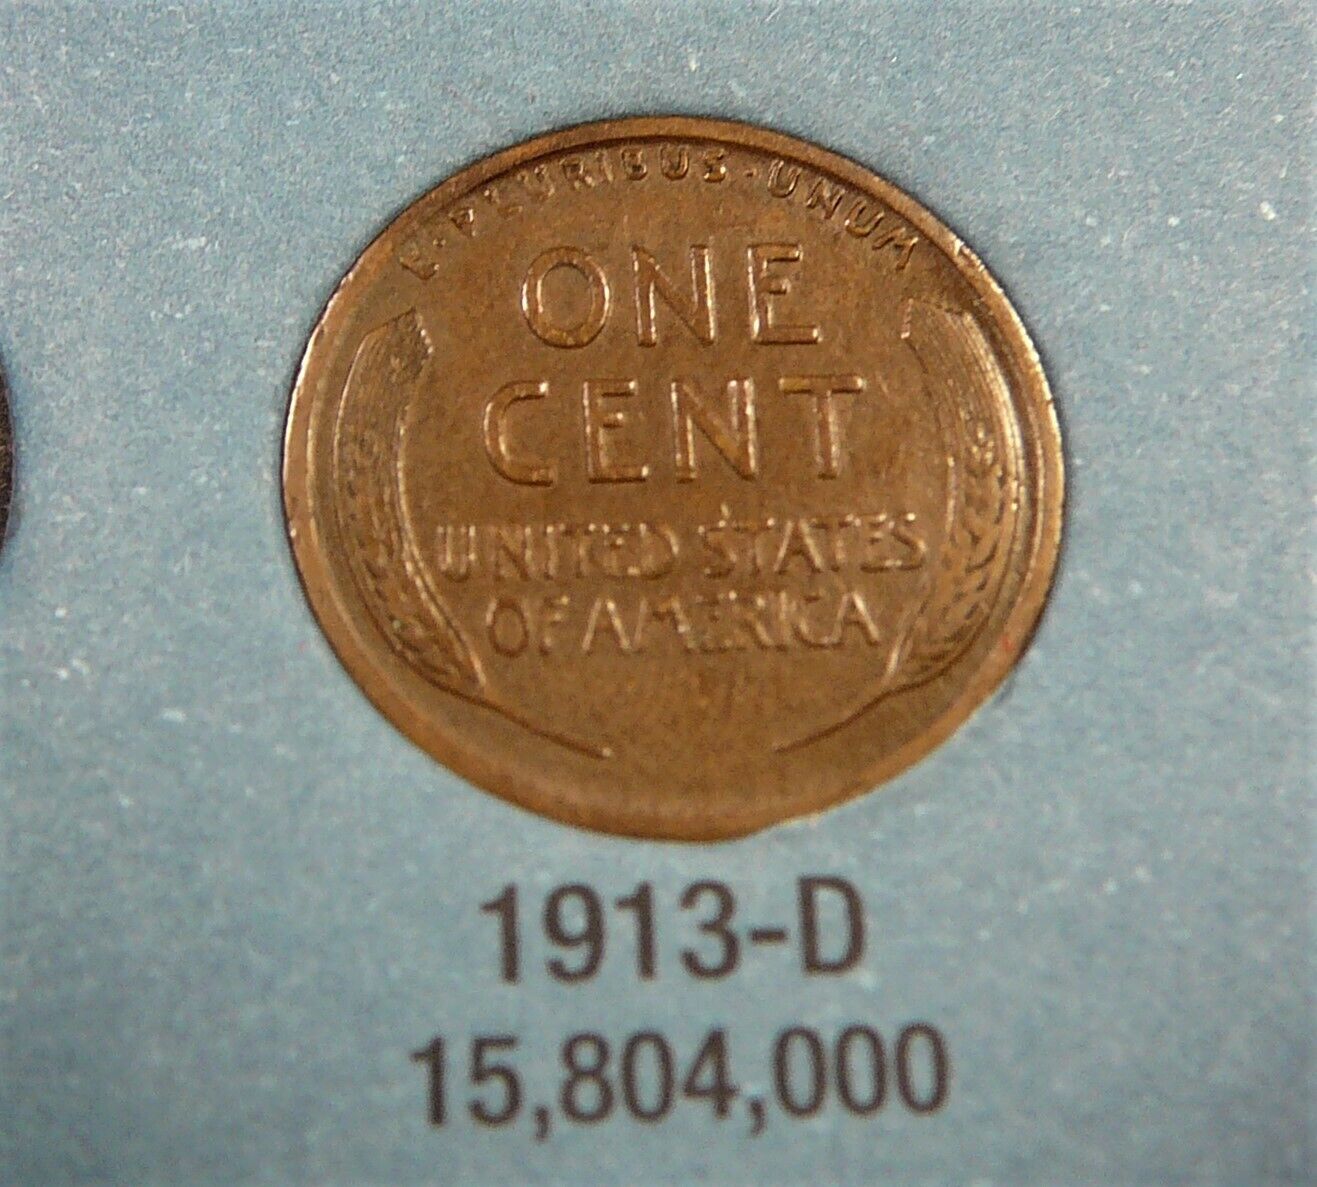 E·PLURIBUS·UNUM
ONE
CENT
UNITED STATES
OF AMERICA
1913-D
15,804,000